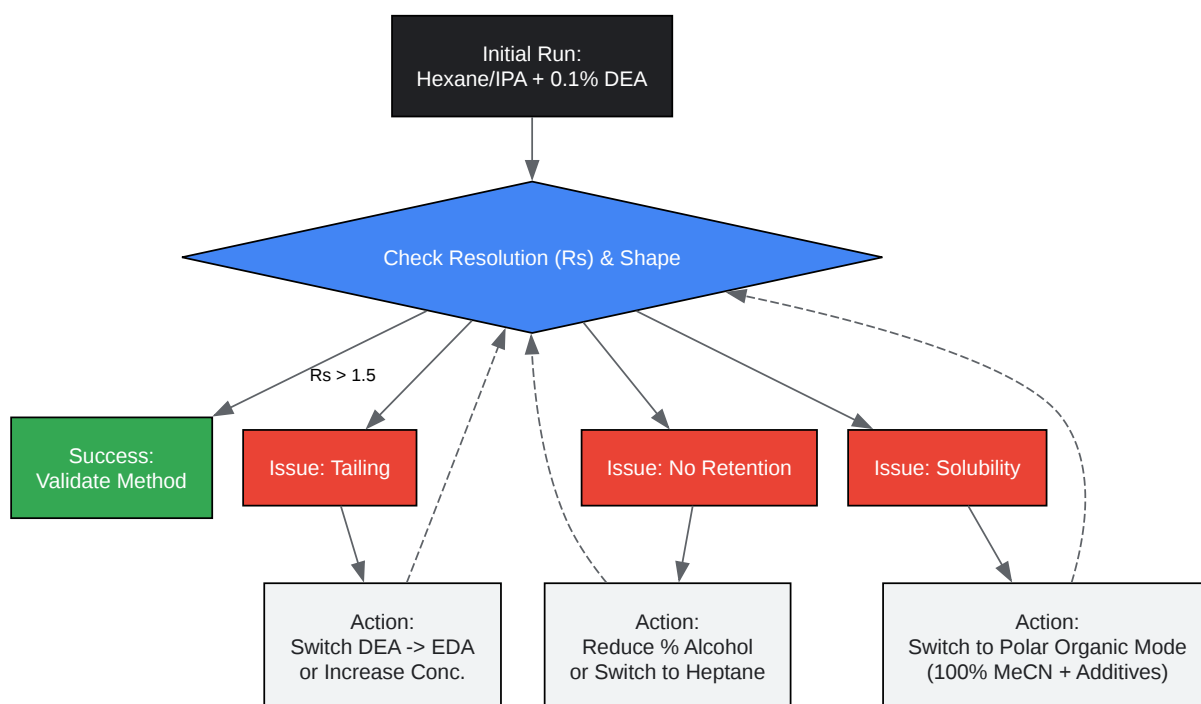 Initial Run:
Hexane/IPA + 0.1% DEA
Check Resolution (Rs) & Shape
Rs > 1.5
Success:
Validate Method
Issue: Tailing
Issue: No Retention
Issue: Solubility
Action:
Switch DEA -> EDA
or Increase Conc.
Action:
Reduce % Alcohol
or Switch to Heptane
Action:
Switch to Polar Organic Mode
(100% MeCN + Additives)